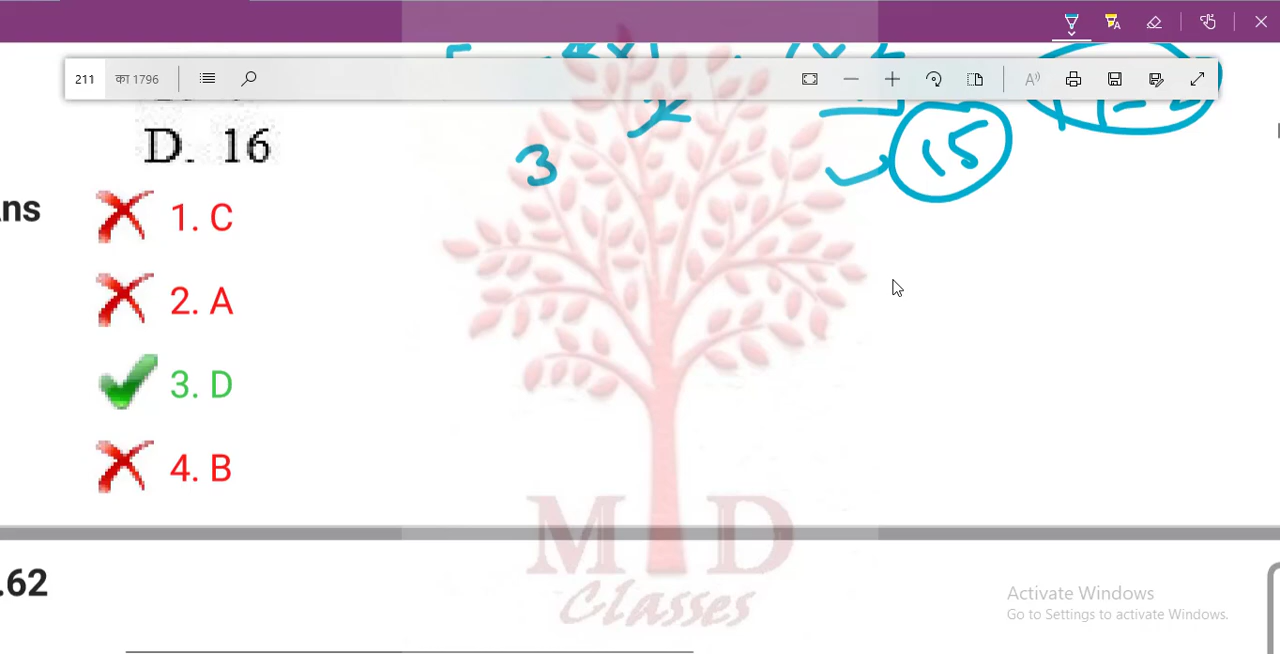 211 का 1796
D. 16
3
15
ns
1. C
2. A
3. D
4. B
M D
Classes
.62
Activate Windows
Go to Settings to activate Windows.